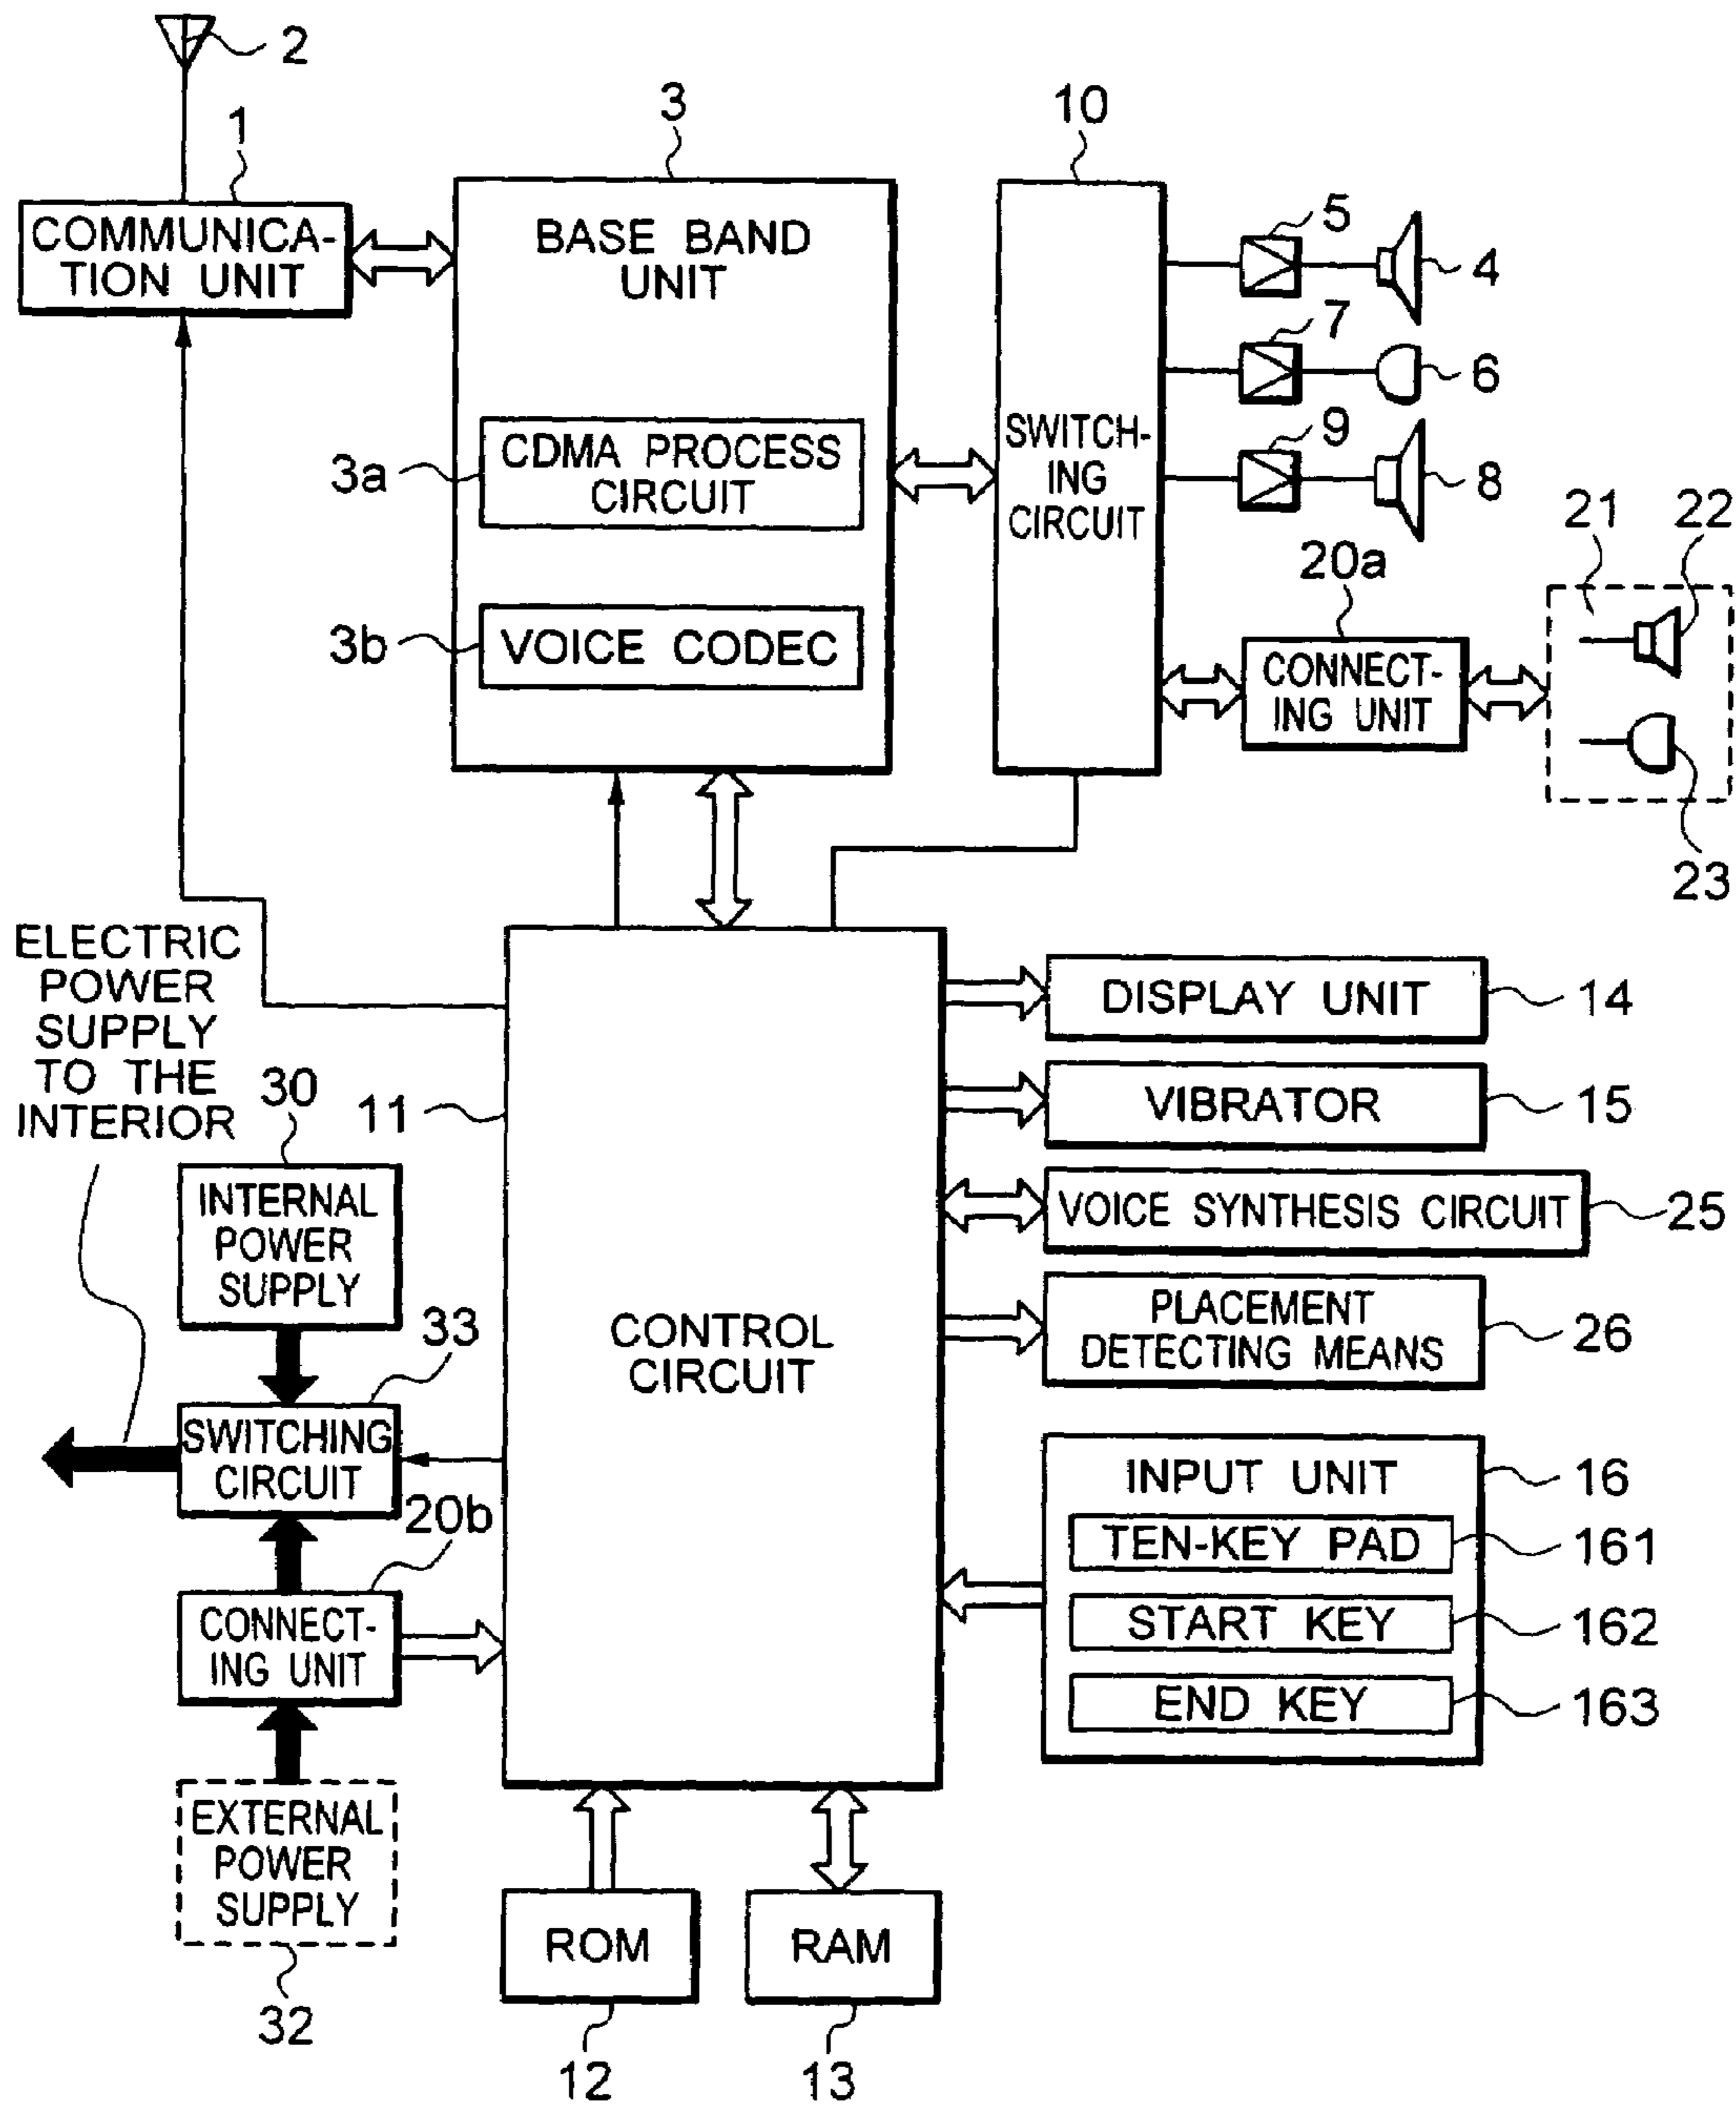 2
1
3
10
COMMUNICA-
TION UNIT
BASE BAND
UNIT
5
4
7
6
SWITCH-
ING
CIRCUIT
9
8
3a
CDMA PROCESS
CIRCUIT
21
22
20a
3b
VOICE CODEC
CONNECT-
ING UNIT
23
ELECTRIC
POWER
SUPPLY
TO THE
INTERIOR
DISPLAY UNIT
14
30
11
VIBRATOR
15
INTERNAL
POWER
SUPPLY
VOICE SYNTHESIS CIRCUIT
25
33
CONTROL
CIRCUIT
PLACEMENT
DETECTING MEANS
26
SWITCHING
CIRCUIT
20b
INPUT UNIT
16
TEN-KEY PAD
161
START KEY
162
END KEY
163
CONNECT-
ING UNIT
EXTERNAL
POWER
SUPPLY
32
ROM
RAM
12
13